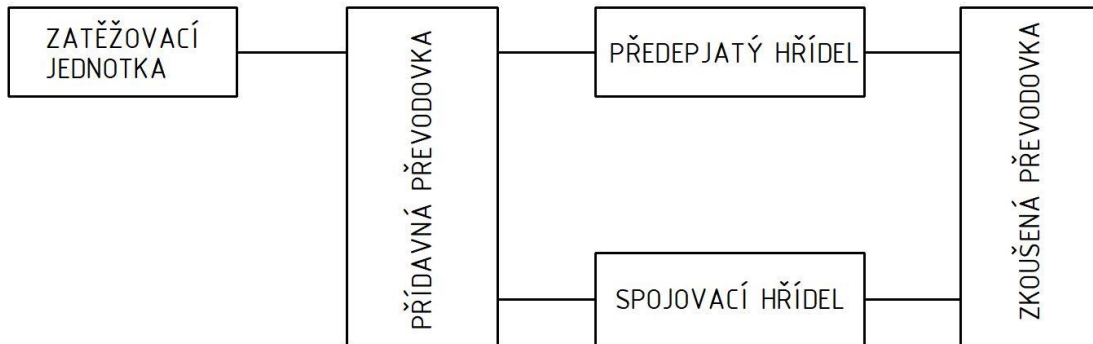 ZATĚŽOVACÍ
JEDNOTKA
PŘÍDAVNÁ PŘEVODOVKA
PŘEDEPJATÝ HŘÍDEL
SPOJOVACÍ HŘÍDEL
ZKOUŠENÁ PŘEVODOVKA